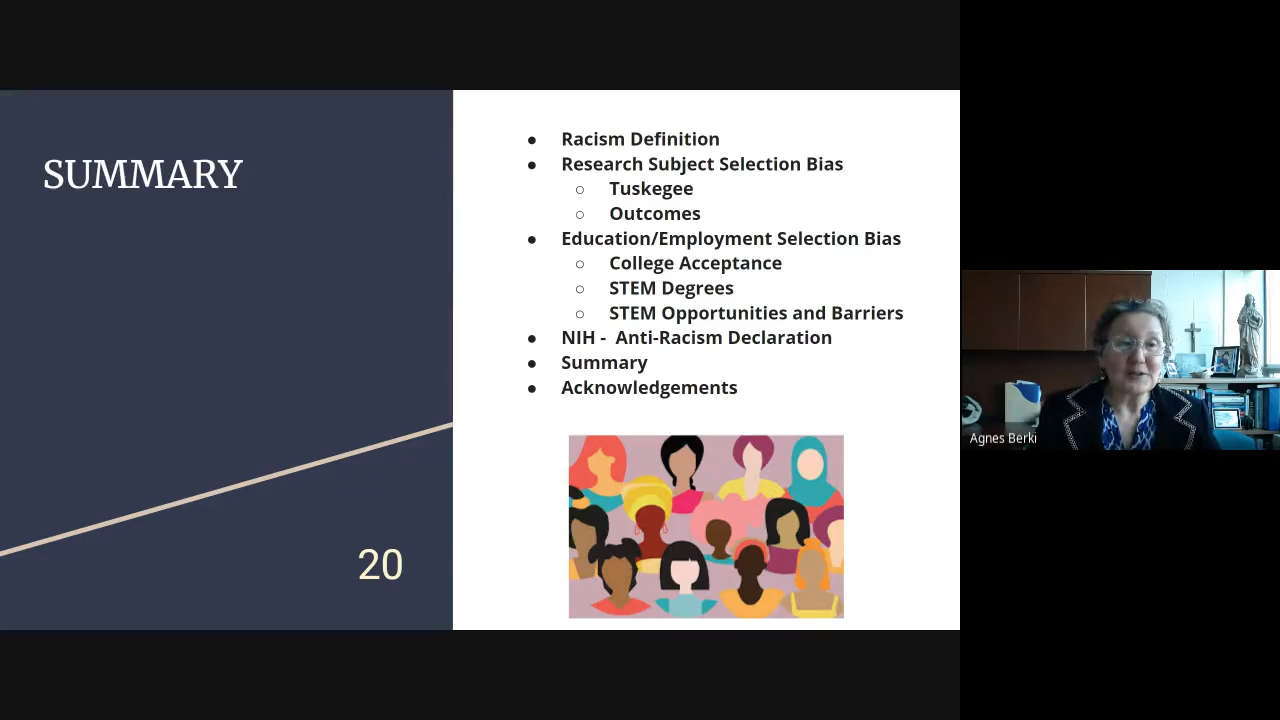 SUMMARY
● Racism Definition
● Research Subject Selection Bias
○ Tuskegee
○ Outcomes
● Education/Employment Selection Bias
○ College Acceptance
○ STEM Degrees
○ STEM Opportunities and Barriers
● NIH - Anti-Racism Declaration
● Summary
● Acknowledgements
20
Agnes Berki